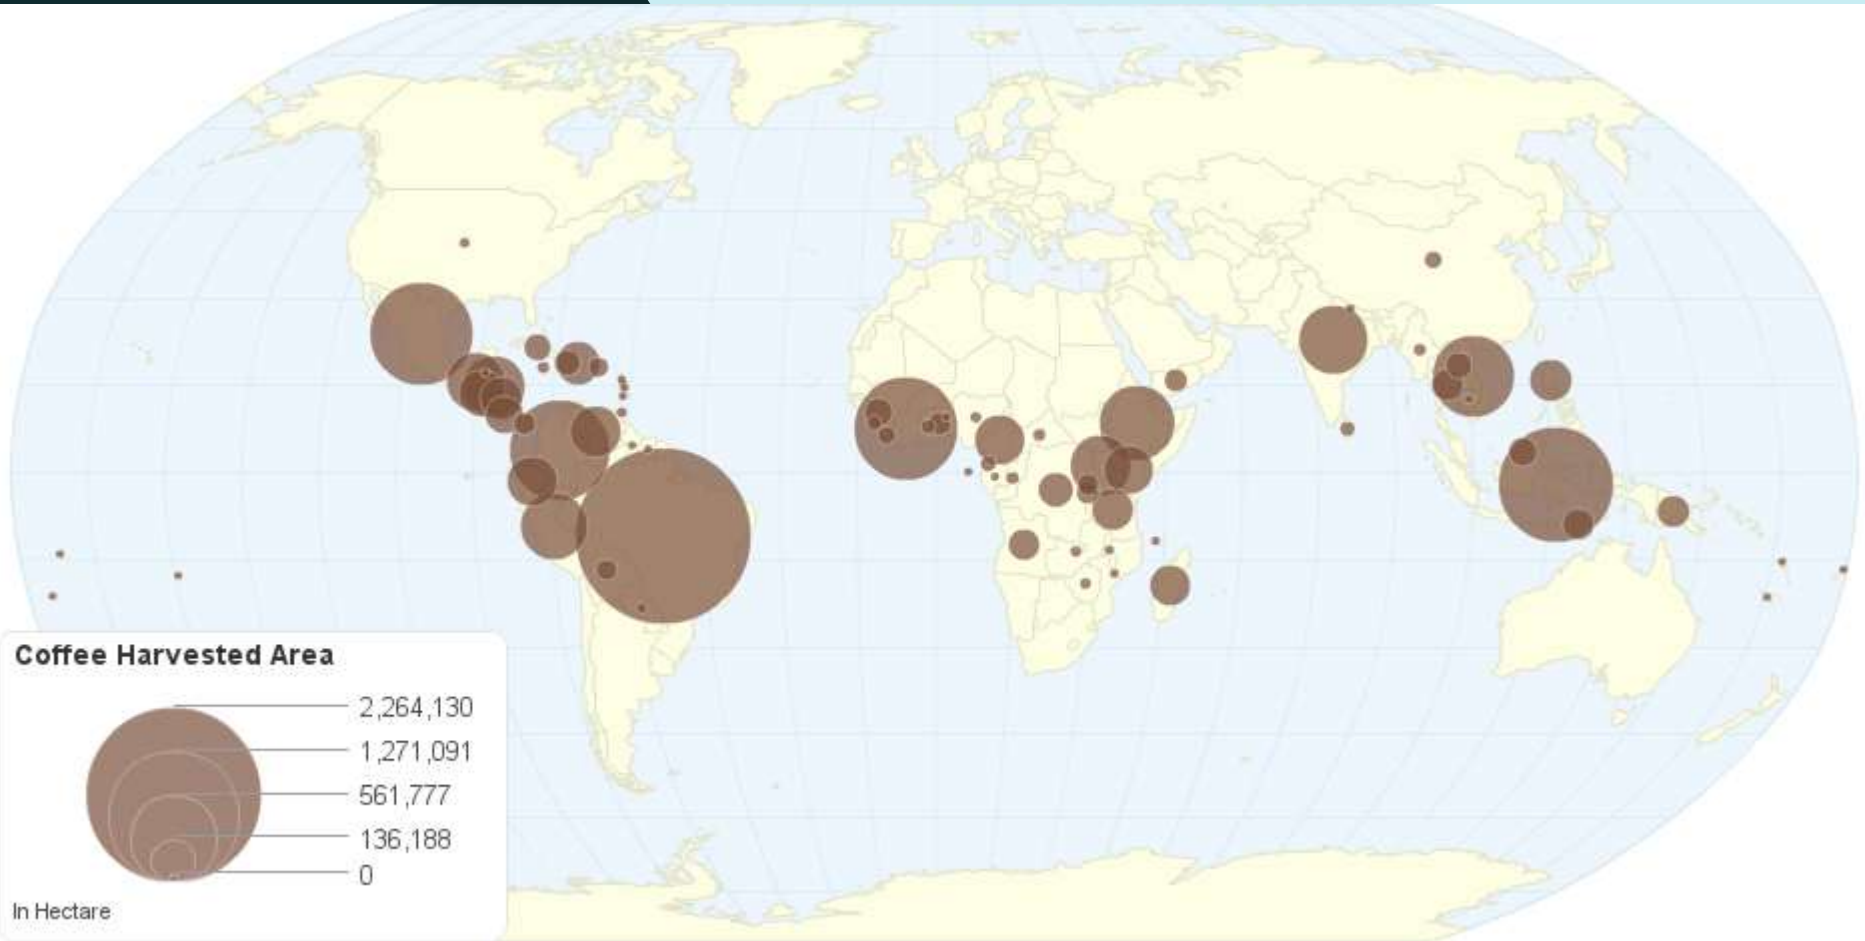 Coffee Harvested Area
2,264,130
1,271,091
561,777
136,188
0
In Hectare